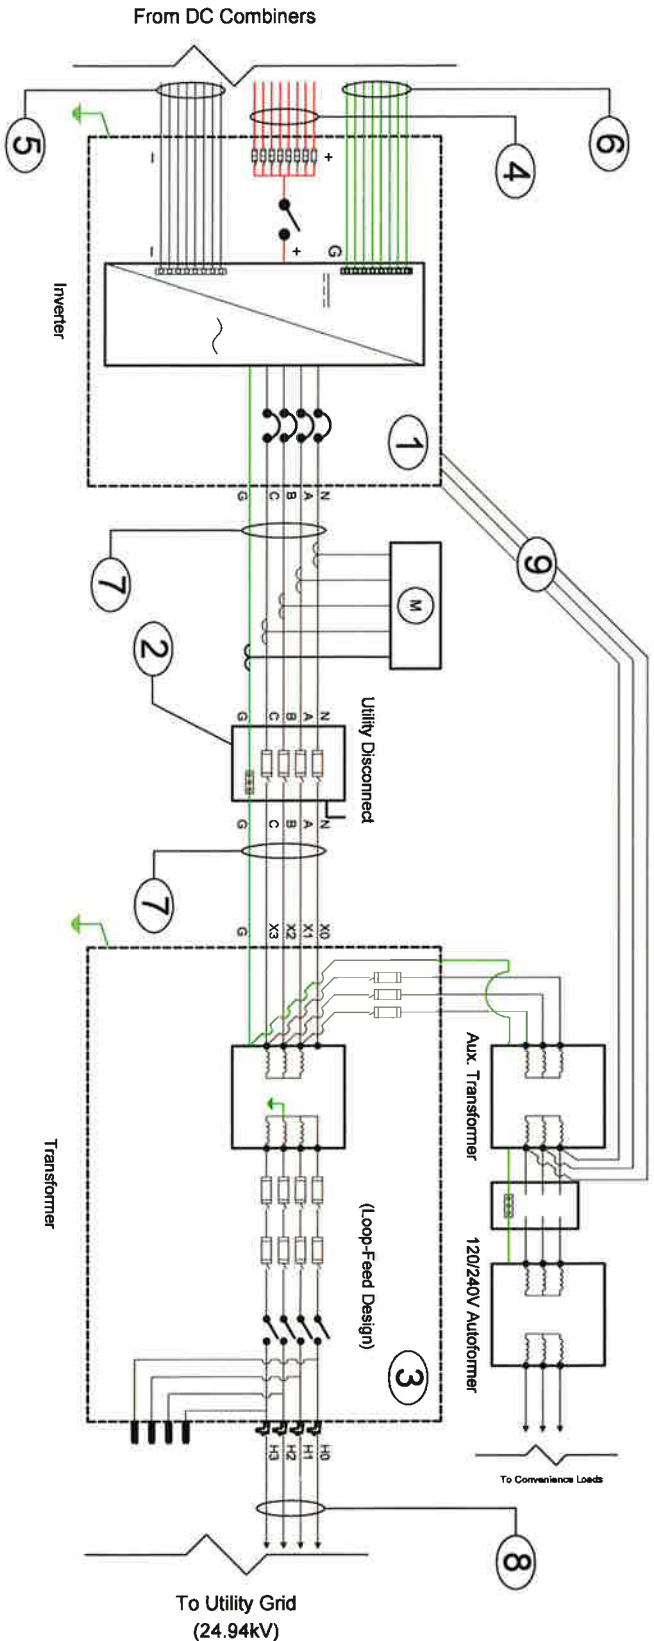 From DC Combiners
5
6
4
−
+
−
+
G
Inverter
1
G
C
B
A
N
9
7
M
2
G
C
B
A
N
Utility Disconnect
G
C
B
A
N
7
G
X3
X2
X1
X0
Aux. Transformer
Transformer
(Loop-Feed Design)
120/240V Autoformer
3
H3
H2
H1
H0
To Convenience Loads
8
To Utility Grid
(24.94kV)